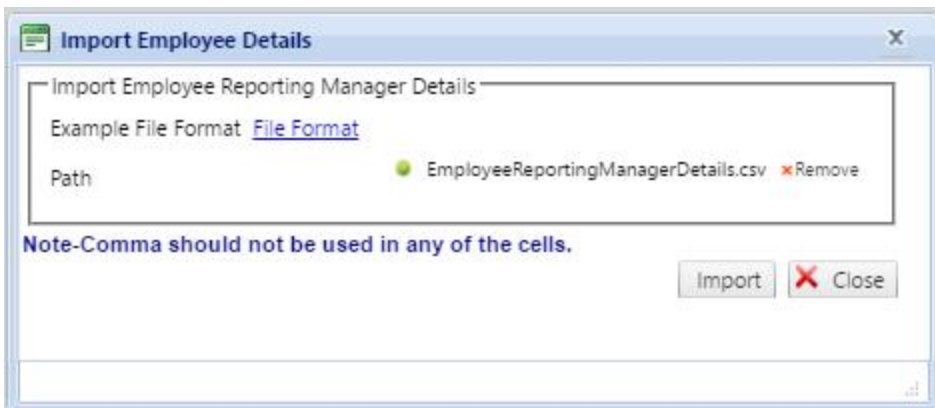 Import Employee Details
Import Employee Reporting Manager Details
Example File Format File Format
Path EmployeeReportingManagerDetails.csv Remove
Note-Comma should not be used in any of the cells.
Import Close